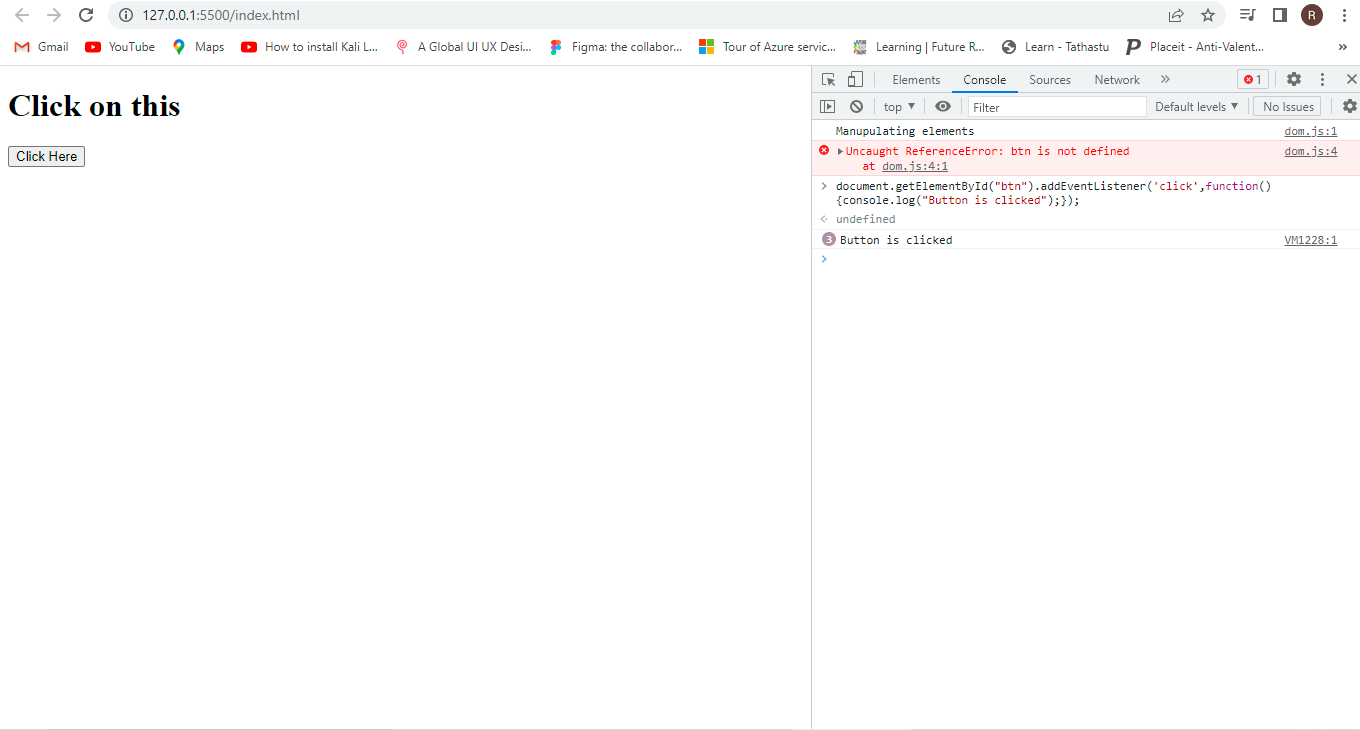 127.0.0.1:5500/index.html
R
Gmail
YouTube
Maps
How to install Kali L...
A Global UI UX Desi...
Figma: the collabor...
Tour of Azure servic...
Learning | Future R...
Learn - Tathastu
Placeit - Anti-Valent...
»
Click on this
Click Here
Elements
Console
Sources
Network
»
1
top ▼
Filter
Default levels ▼
No Issues
Manupulating elements
dom.js:1
Uncaught ReferenceError: btn is not defined
dom.js:4
at dom.js:4:1
document.getElementById("btn").addEventListener('click',function()
{console.log("Button is clicked");});
undefined
3 Button is clicked
VM1228:1